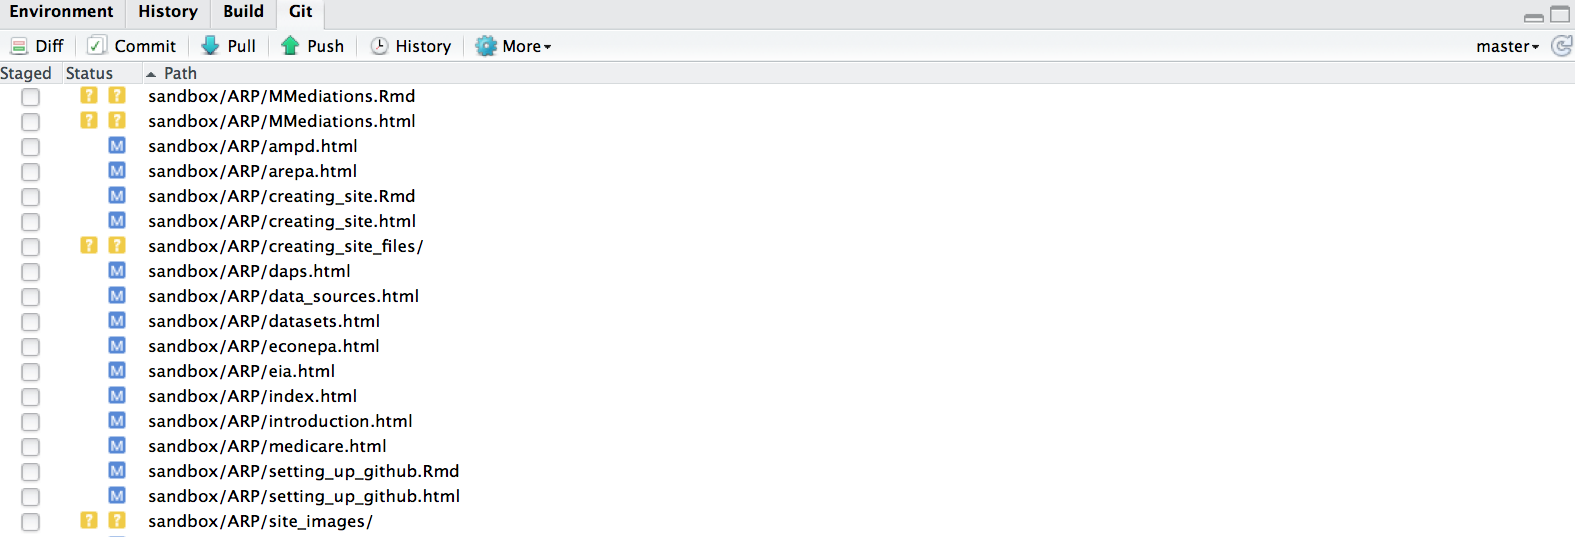 Environment History Build Git
Diff Commit Pull Push History More master
Staged Status Path
? ? sandbox/ARP/MMediations.Rmd
? ? sandbox/ARP/MMediations.html
M sandbox/ARP/ampd.html
M sandbox/ARP/arepa.html
M sandbox/ARP/creating_site.Rmd
M sandbox/ARP/creating_site.html
? ? sandbox/ARP/creating_site_files/
M sandbox/ARP/daps.html
M sandbox/ARP/data_sources.html
M sandbox/ARP/datasets.html
M sandbox/ARP/econepa.html
M sandbox/ARP/eia.html
M sandbox/ARP/index.html
M sandbox/ARP/introduction.html
M sandbox/ARP/medicare.html
M sandbox/ARP/setting_up_github.Rmd
M sandbox/ARP/setting_up_github.html
? ? sandbox/ARP/site_images/